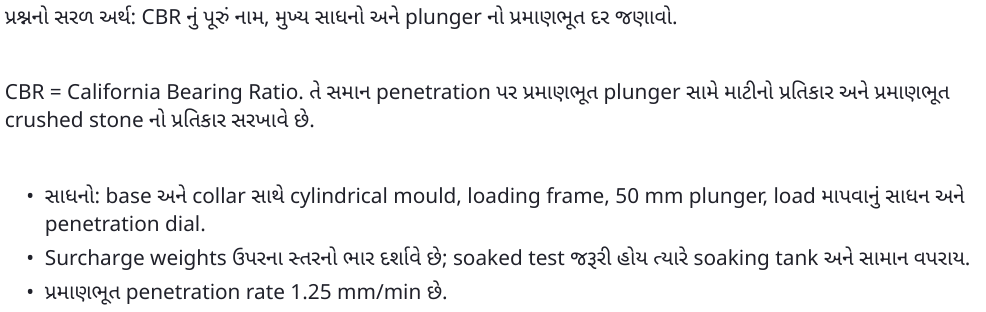 પ્રશ્નનો સરળ અર્થ: CBR નું પૂરું નામ, મુખ્ય સાધનો અને plunger નો પ્રમાણભૂત દર જણાવો.
CBR = California Bearing Ratio. તે સમાન penetration પર પ્રમાણભૂત plunger સામે માટીનો પ્રતિકાર અને પ્રમાણભૂત
crushed stone નો પ્રતિકાર સરખાવે છે.
• સાધનો: base અને collar સાથે cylindrical mould, loading frame, 50 mm plunger, load માપવાનું સાધન અને
penetration dial.
• Surcharge weights ઉપરના સ્તરનો ભાર દર્શાવે છે; soaked test જરૂરી હોય ત્યારે soaking tank અને સામાન વપરાય.
• પ્રમાણભૂત penetration rate 1.25 mm/min છે.